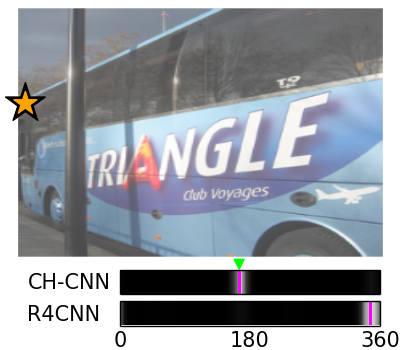 TRIANGLE
Club Voyages
CH-CNN
R4CNN
0 180 360